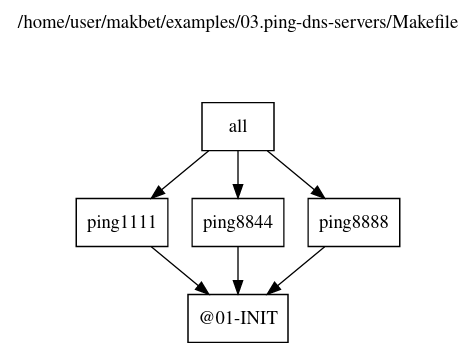 /home/user/makbet/examples/03.ping-dns-servers/Makefile
all
ping1111 ping8844 ping8888
@01-INIT